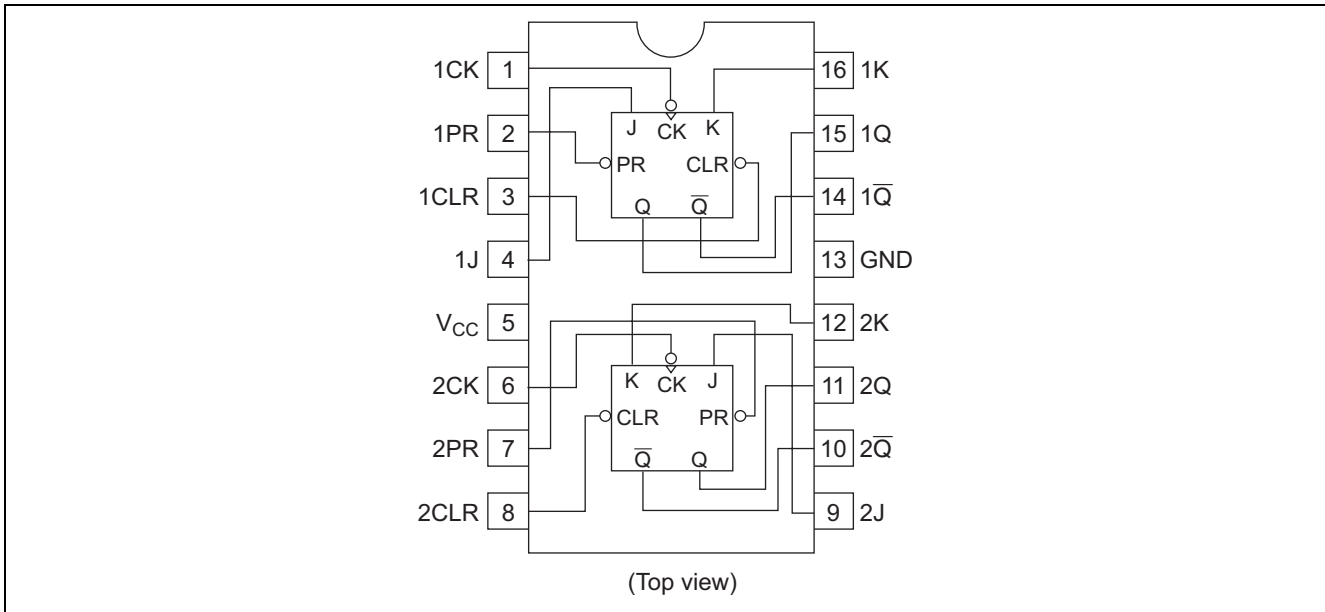 1CK 1 16 1K
J CK K
1PR 2 15 1Q
PR CLR
1CLR 3 14 1Q̅
Q Q̅
1J 4 13 GND
VCC 5 12 2K
K CK J
2CK 6 11 2Q
CLR PR
2PR 7 10 2Q̅
Q̅ Q
2CLR 8 9 2J
(Top view)